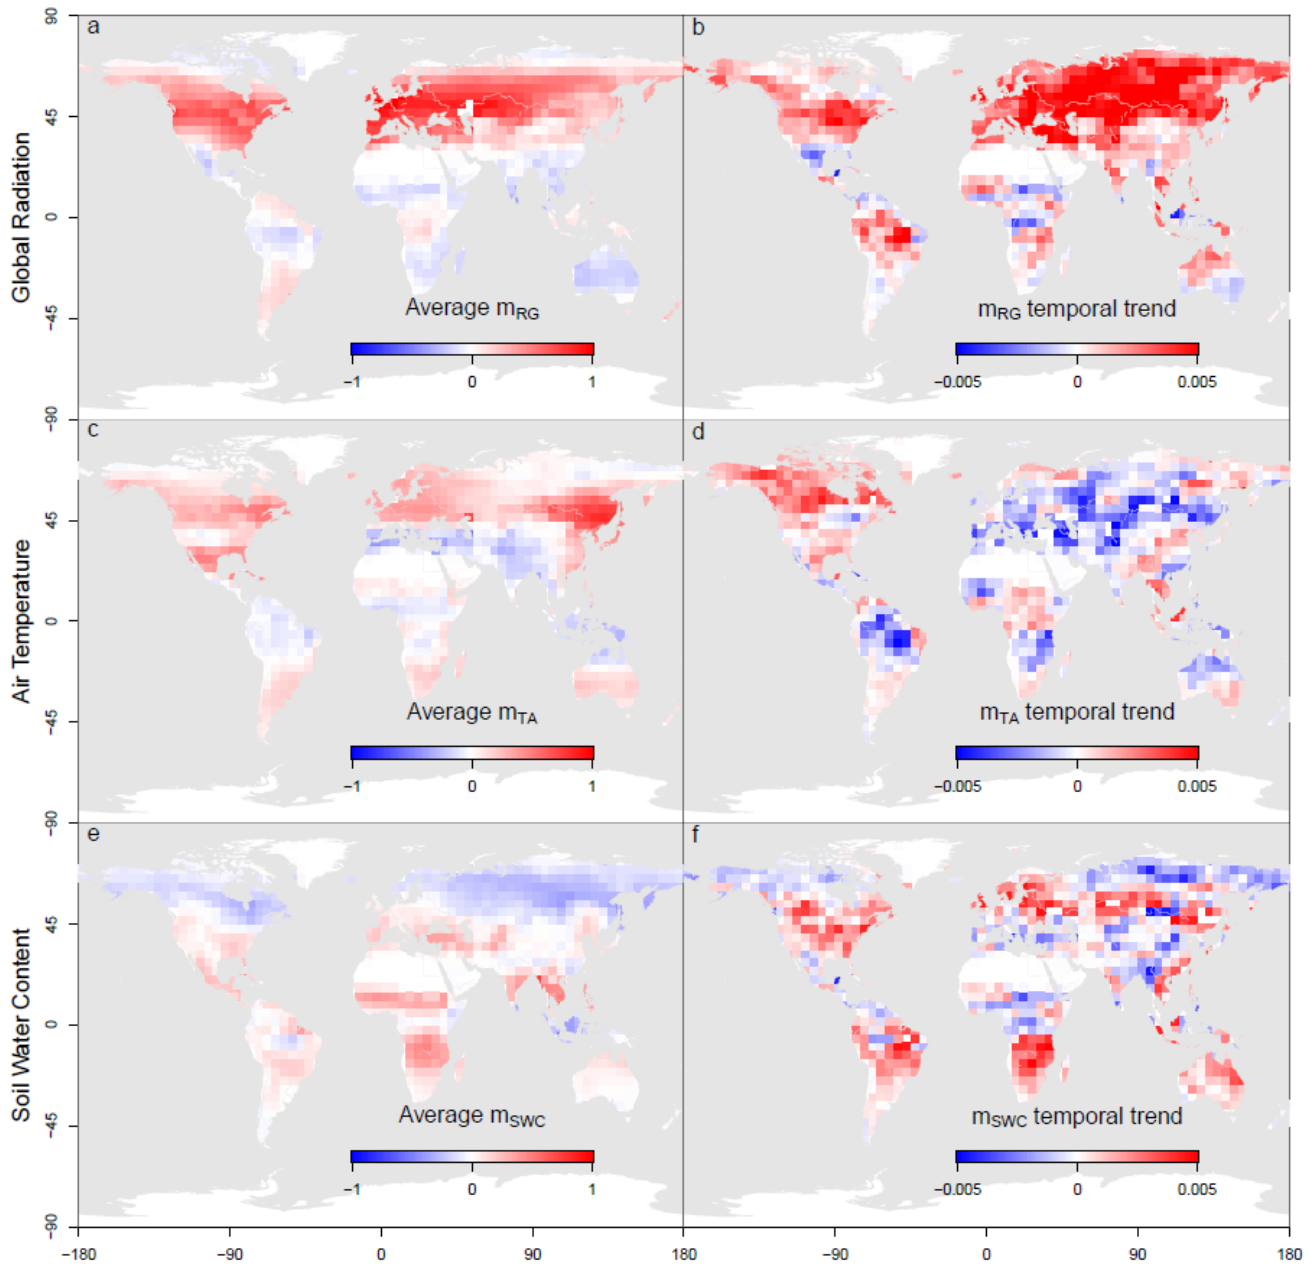 a
b
90
45
0
−45
−90
Global Radiation
Average mRG
−1 0 1
mRG temporal trend
−0.005 0 0.005
c
d
45
0
−45
−90
Air Temperature
Average mTA
−1 0 1
mTA temporal trend
−0.005 0 0.005
e
f
45
0
−45
−90
Soil Water Content
Average mSWC
−1 0 1
mSWC temporal trend
−0.005 0 0.005
−180 −90 0 90 180 −90 0 90 180